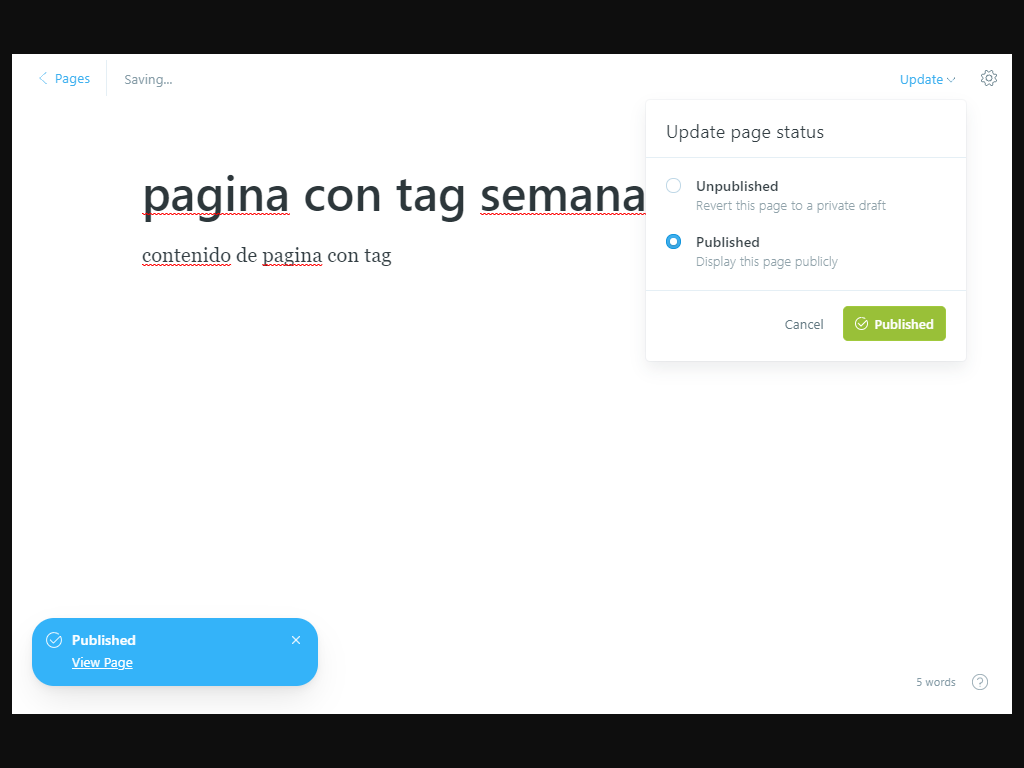 Pages
Saving...
Update
Update page status
Unpublished
Revert this page to a private draft
Published
Display this page publicly
Cancel
Published
pagina con tag semana
contenido de pagina con tag
Published
View Page
5 words
?